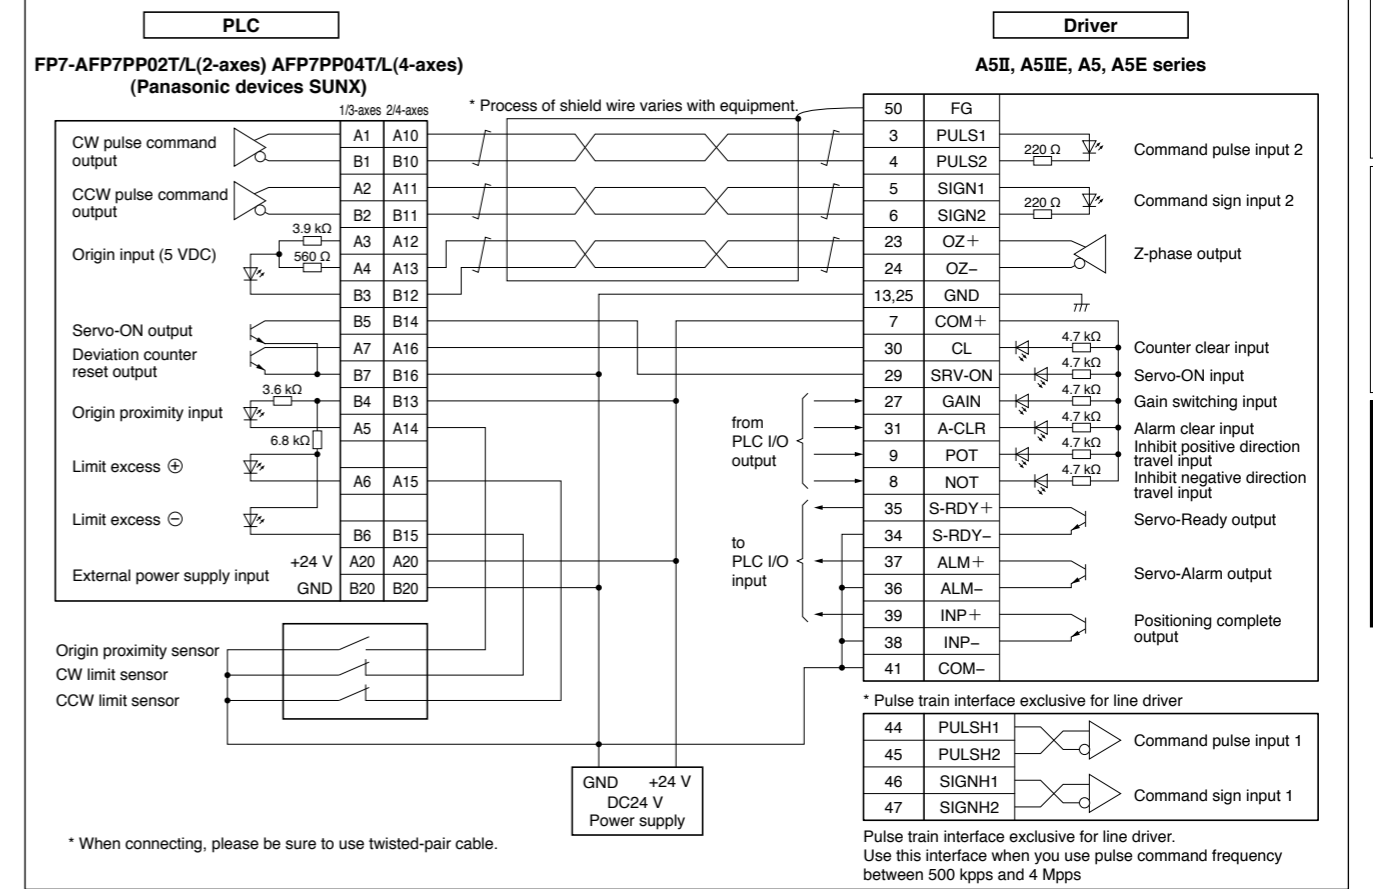 PLC
Driver
FP7-AFP7PP02T/L(2-axes) AFP7PP04T/L(4-axes)
(Panasonic devices SUNX)
A5II, A5IIE, A5, A5E series
1/3-axes 2/4-axes
* Process of shield wire varies with equipment.
CW pulse command
output
A1 A10
B1 B10
CCW pulse command
output
A2 A11
B2 B11
Origin input (5 VDC)
3.9 kΩ
560 Ω
A3 A12
A4 A13
B3 B12
Servo-ON output
B5 B14
Deviation counter
reset output
A7 A16
B7 B16
3.6 kΩ
Origin proximity input
B4 B13
A5 A14
6.8 kΩ
Limit excess ⊕
A6 A15
Limit excess ⊖
B6 B15
External power supply input
+24 V A20 A20
GND B20 B20
Origin proximity sensor
CW limit sensor
CCW limit sensor
from
PLC I/O
output
to
PLC I/O
input
50 FG
3 PULS1
4 PULS2
220 Ω
Command pulse input 2
5 SIGN1
6 SIGN2
220 Ω
Command sign input 2
23 OZ+
24 OZ−
Z-phase output
13,25 GND
7 COM+
30 CL 4.7 kΩ Counter clear input
29 SRV-ON 4.7 kΩ Servo-ON input
27 GAIN 4.7 kΩ Gain switching input
31 A-CLR 4.7 kΩ Alarm clear input
9 POT 4.7 kΩ Inhibit positive direction
travel input
8 NOT 4.7 kΩ Inhibit negative direction
travel input
35 S-RDY+
34 S-RDY−
Servo-Ready output
37 ALM+
36 ALM−
Servo-Alarm output
39 INP+
38 INP−
Positioning complete
output
41 COM−
* Pulse train interface exclusive for line driver
44 PULSH1
45 PULSH2
Command pulse input 1
46 SIGNH1
47 SIGNH2
Command sign input 1
GND +24 V
DC24 V
Power supply
* When connecting, please be sure to use twisted-pair cable.
Pulse train interface exclusive for line driver.
Use this interface when you use pulse command frequency
between 500 kpps and 4 Mpps